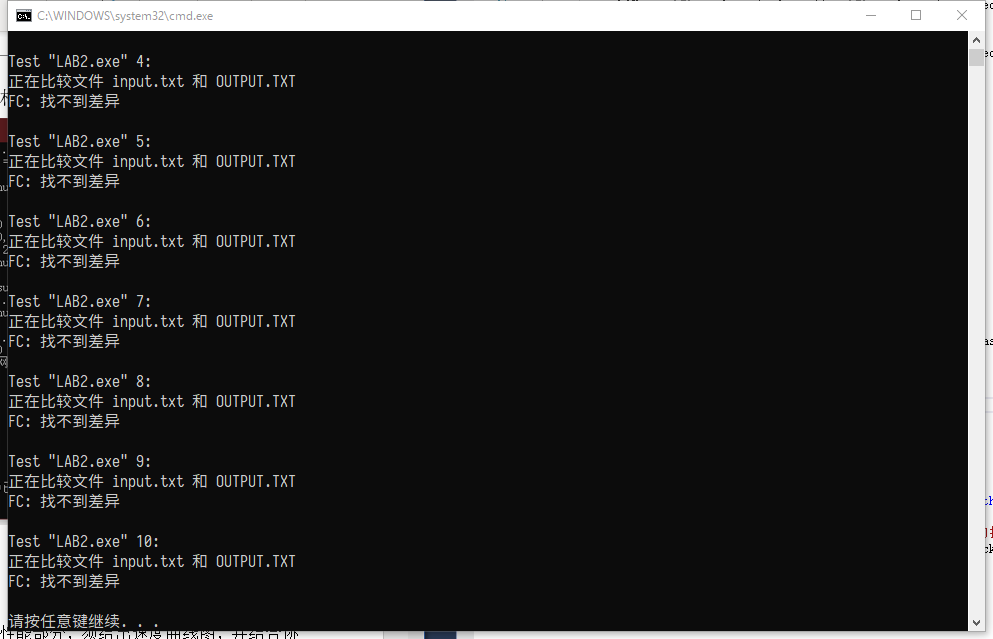 C:\WINDOWS\system32\cmd.exe
Test "LAB2.exe" 4:
正在比较文件 input.txt 和 OUTPUT.TXT
FC: 找不到差异
Test "LAB2.exe" 5:
正在比较文件 input.txt 和 OUTPUT.TXT
FC: 找不到差异
Test "LAB2.exe" 6:
正在比较文件 input.txt 和 OUTPUT.TXT
FC: 找不到差异
Test "LAB2.exe" 7:
正在比较文件 input.txt 和 OUTPUT.TXT
FC: 找不到差异
Test "LAB2.exe" 8:
正在比较文件 input.txt 和 OUTPUT.TXT
FC: 找不到差异
Test "LAB2.exe" 9:
正在比较文件 input.txt 和 OUTPUT.TXT
FC: 找不到差异
Test "LAB2.exe" 10:
正在比较文件 input.txt 和 OUTPUT.TXT
FC: 找不到差异
请按任意键继续. . .